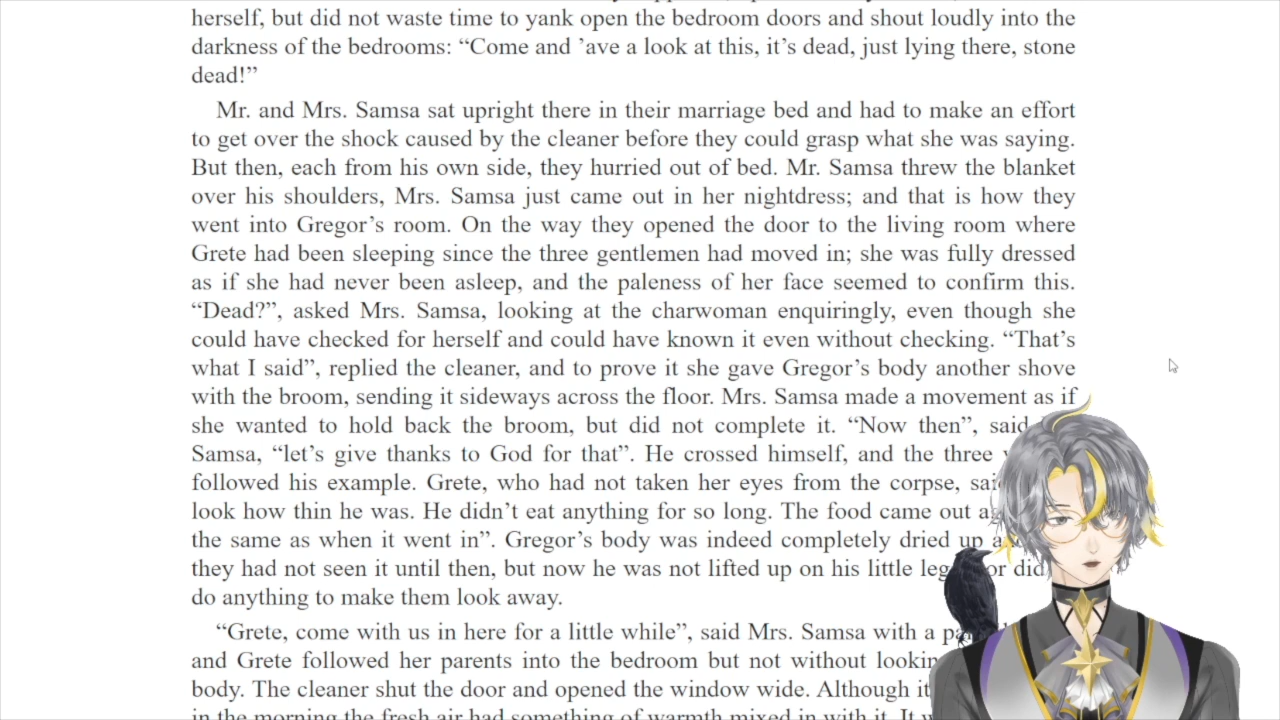 herself, but did not waste time to yank open the bedroom doors and shout loudly into the
darkness of the bedrooms: “Come and ’ave a look at this, it’s dead, just lying there, stone
dead!”
Mr. and Mrs. Samsa sat upright there in their marriage bed and had to make an effort
to get over the shock caused by the cleaner before they could grasp what she was saying.
But then, each from his own side, they hurried out of bed. Mr. Samsa threw the blanket
over his shoulders, Mrs. Samsa just came out in her nightdress; and that is how they
went into Gregor’s room. On the way they opened the door to the living room where
Grete had been sleeping since the three gentlemen had moved in; she was fully dressed
as if she had never been asleep, and the paleness of her face seemed to confirm this.
“Dead?”, asked Mrs. Samsa, looking at the charwoman enquiringly, even though she
could have checked for herself and could have known it even without checking. “That’s
what I said”, replied the cleaner, and to prove it she gave Gregor’s body another shove
with the broom, sending it sideways across the floor. Mrs. Samsa made a movement as if
she wanted to hold back the broom, but did not complete it. “Now then”, said
Samsa, “let’s give thanks to God for that”. He crossed himself, and the three
followed his example. Grete, who had not taken her eyes from the corpse,
look how thin he was. He didn’t eat anything for so long. The food came out
the same as when it went in”. Gregor’s body was indeed completely dried up
they had not seen it until then, but now he was not lifted up on his little did
do anything to make them look away.
“Grete, come with us in here for a little while”, said Mrs. Samsa with a
and Grete followed her parents into the bedroom but not without
body. The cleaner shut the door and opened the window wide. Although it
in the morning the fresh air had something of warmth mixed in with it. It